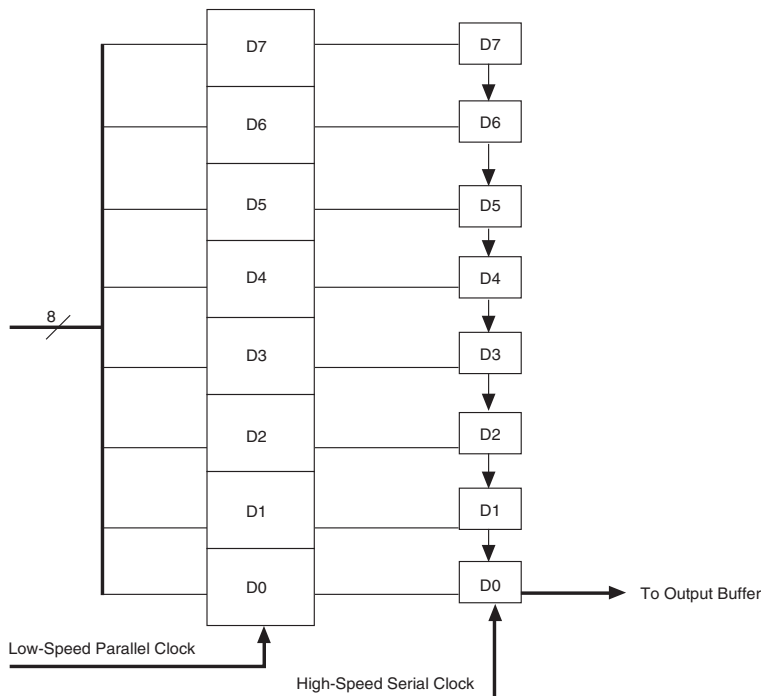 D7 D7
D6 D6
D5 D5
D4 D4
8
D3 D3
D2 D2
D1 D1
D0 D0 To Output Buffer
Low-Speed Parallel Clock
High-Speed Serial Clock